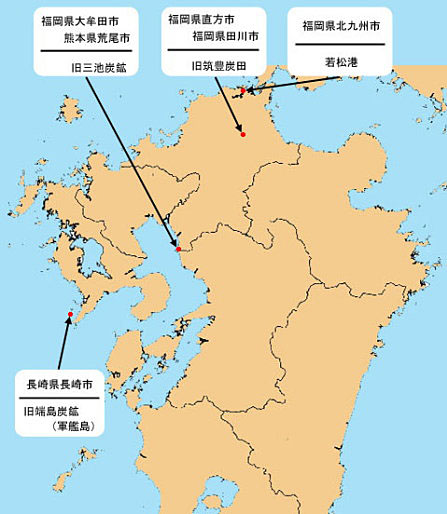 福岡県大牟田市
熊本県荒尾市
旧三池炭鉱
福岡県直方市
福岡県田川市
旧筑豊炭田
福岡県北九州市
若松港
長崎県長崎市
旧端島炭鉱
(軍艦島)